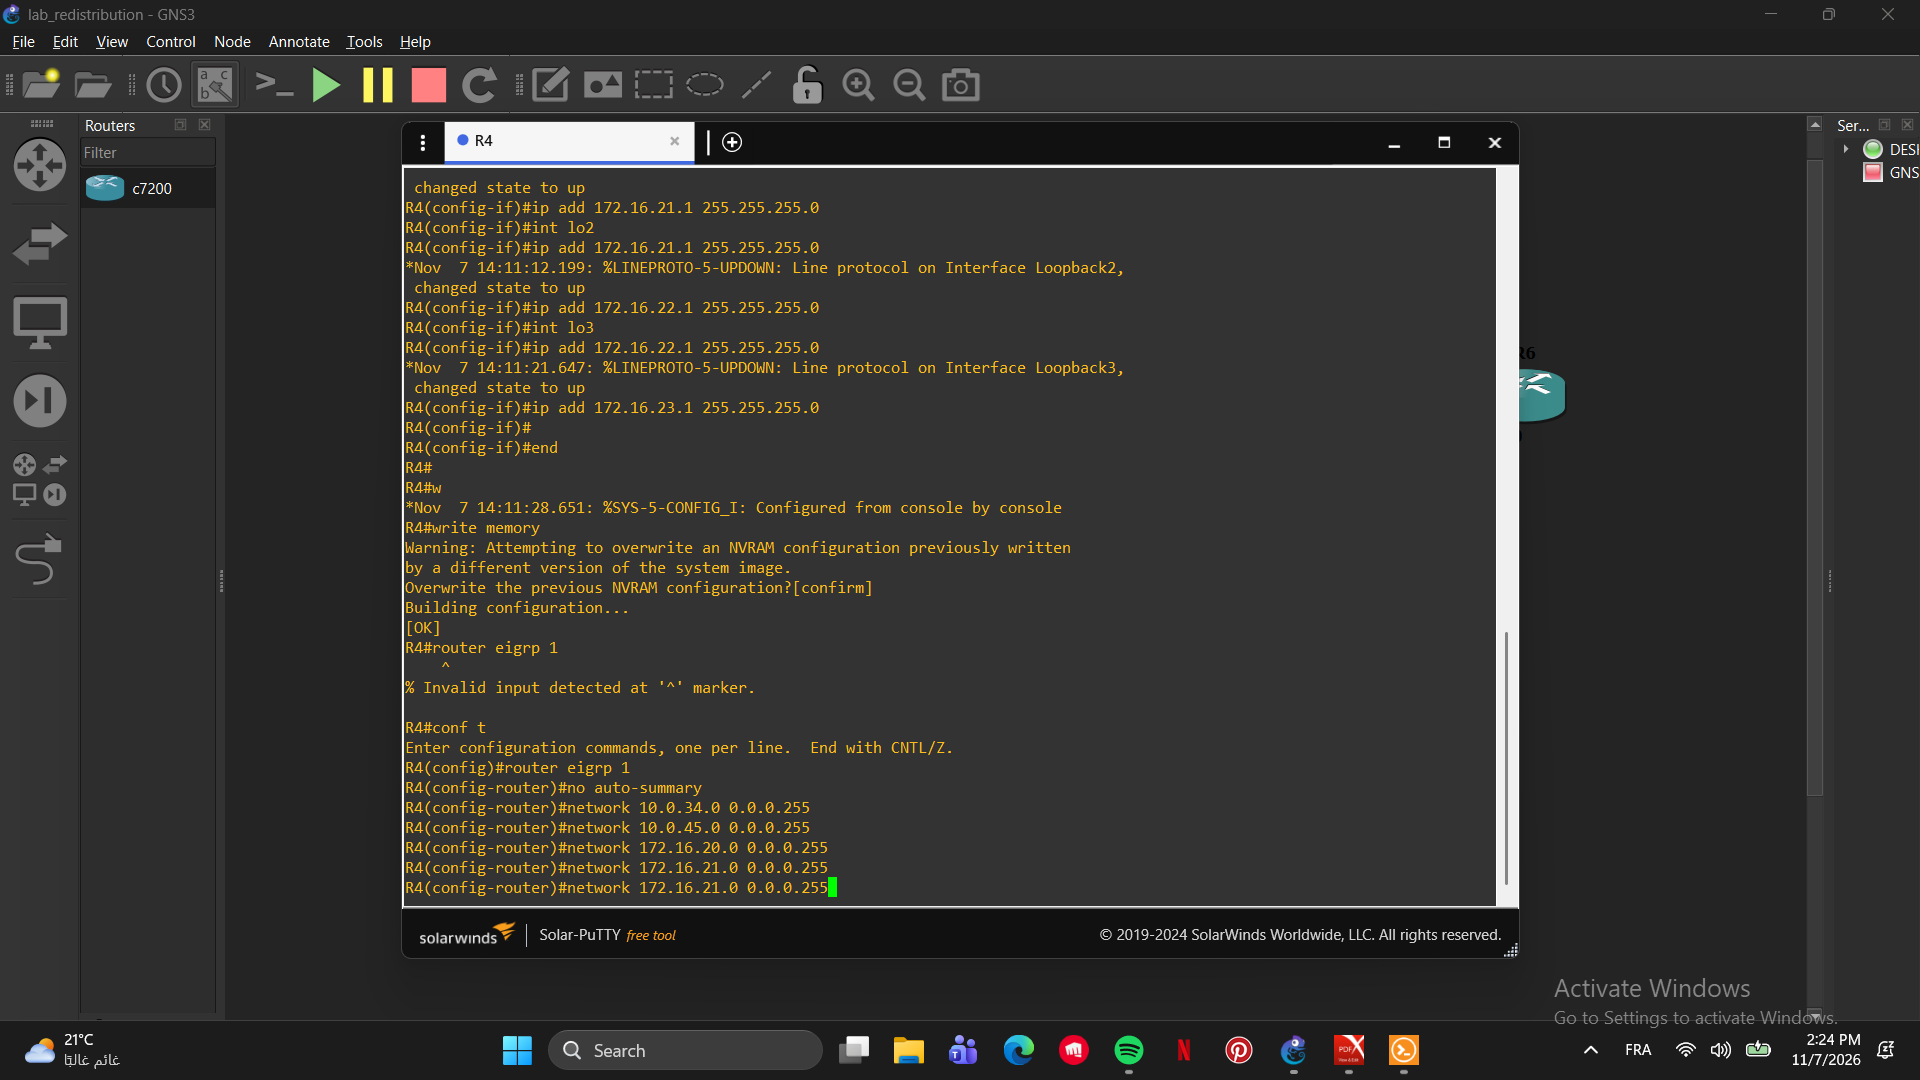 lab_redistribution - GNS3
File Edit View Control Node Annotate Tools Help
Routers
Filter
c7200
R4
changed state to up
R4(config-if)#ip add 172.16.21.1 255.255.255.0
R4(config-if)#int lo2
R4(config-if)#ip add 172.16.21.1 255.255.255.0
*Nov  7 14:11:12.199: %LINEPROTO-5-UPDOWN: Line protocol on Interface Loopback2,
changed state to up
R4(config-if)#ip add 172.16.22.1 255.255.255.0
R4(config-if)#int lo3
R4(config-if)#ip add 172.16.22.1 255.255.255.0
*Nov  7 14:11:21.647: %LINEPROTO-5-UPDOWN: Line protocol on Interface Loopback3,
changed state to up
R4(config-if)#ip add 172.16.23.1 255.255.255.0
R4(config-if)#
R4(config-if)#end
R4#
R4#w
*Nov  7 14:11:28.651: %SYS-5-CONFIG_I: Configured from console by console
R4#write memory
Warning: Attempting to overwrite an NVRAM configuration previously written
by a different version of the system image.
Overwrite the previous NVRAM configuration?[confirm]
Building configuration...
[OK]
R4#router eigrp 1
^
% Invalid input detected at '^' marker.
R4#conf t
Enter configuration commands, one per line.  End with CNTL/Z.
R4(config)#router eigrp 1
R4(config-router)#no auto-summary
R4(config-router)#network 10.0.34.0 0.0.0.255
R4(config-router)#network 10.0.45.0 0.0.0.255
R4(config-router)#network 172.16.20.0 0.0.0.255
R4(config-router)#network 172.16.21.0 0.0.0.255
R4(config-router)#network 172.16.21.0 0.0.0.255
solarwinds Solar-PuTTY free tool
© 2019-2024 SolarWinds Worldwide, LLC. All rights reserved.
R6
Ser...
DESH
GNS
Activate Windows
Go to Settings to activate Windows.
21°C
غائم غالبًا
Search
FRA
2:24 PM
11/7/2026